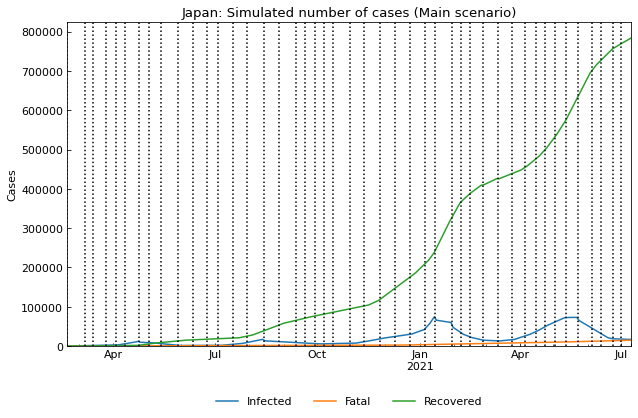 Japan: Simulated number of cases (Main scenario)
800000
700000
600000
500000
400000
300000
200000
100000
0
Cases
Apr Jul Oct Jan Apr Jul
2021
Infected Fatal Recovered